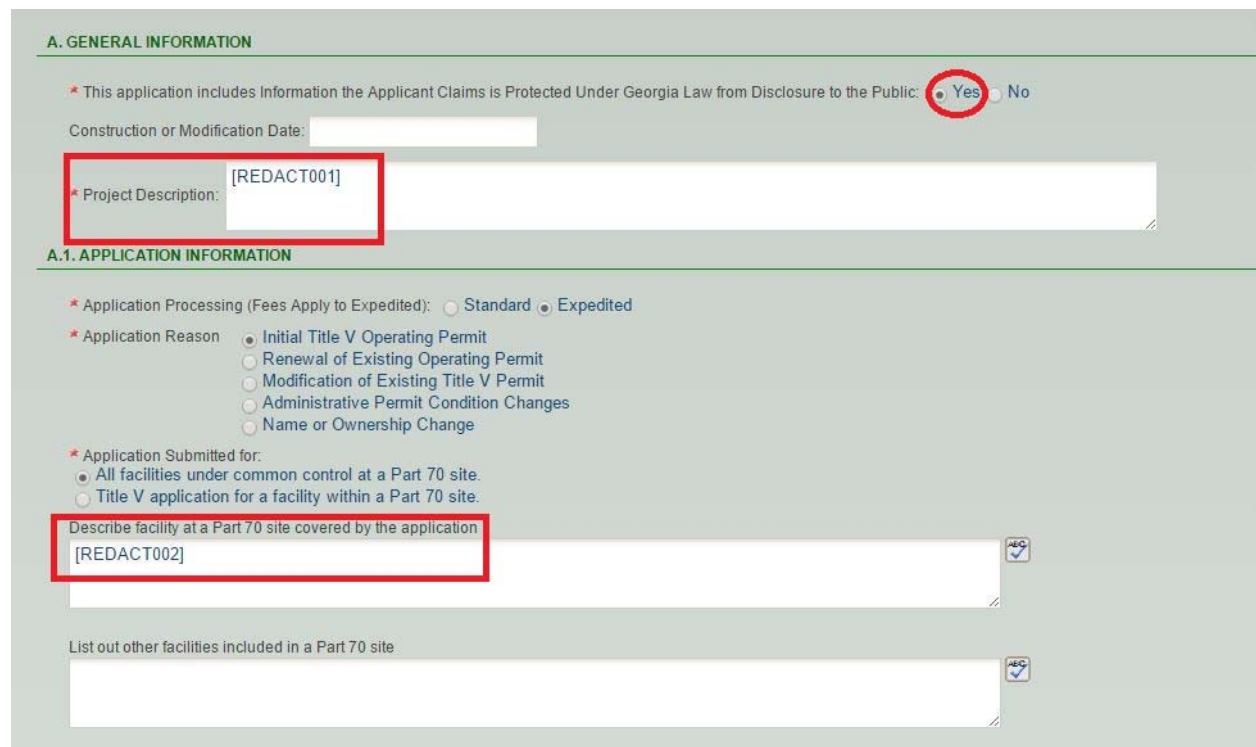 A. GENERAL INFORMATION
* This application includes Information the Applicant Claims is Protected Under Georgia Law from Disclosure to the Public: Yes No
Construction or Modification Date:
[REDACT001]
* Project Description:
A.1. APPLICATION INFORMATION
* Application Processing (Fees Apply to Expedited): Standard Expedited
* Application Reason Initial Title V Operating Permit
Renewal of Existing Operating Permit
Modification of Existing Title V Permit
Administrative Permit Condition Changes
Name or Ownership Change
* Application Submitted for:
All facilities under common control at a Part 70 site.
Title V application for a facility within a Part 70 site.
Describe facility at a Part 70 site covered by the application
[REDACT002]
ABC
List out other facilities included in a Part 70 site
ABC